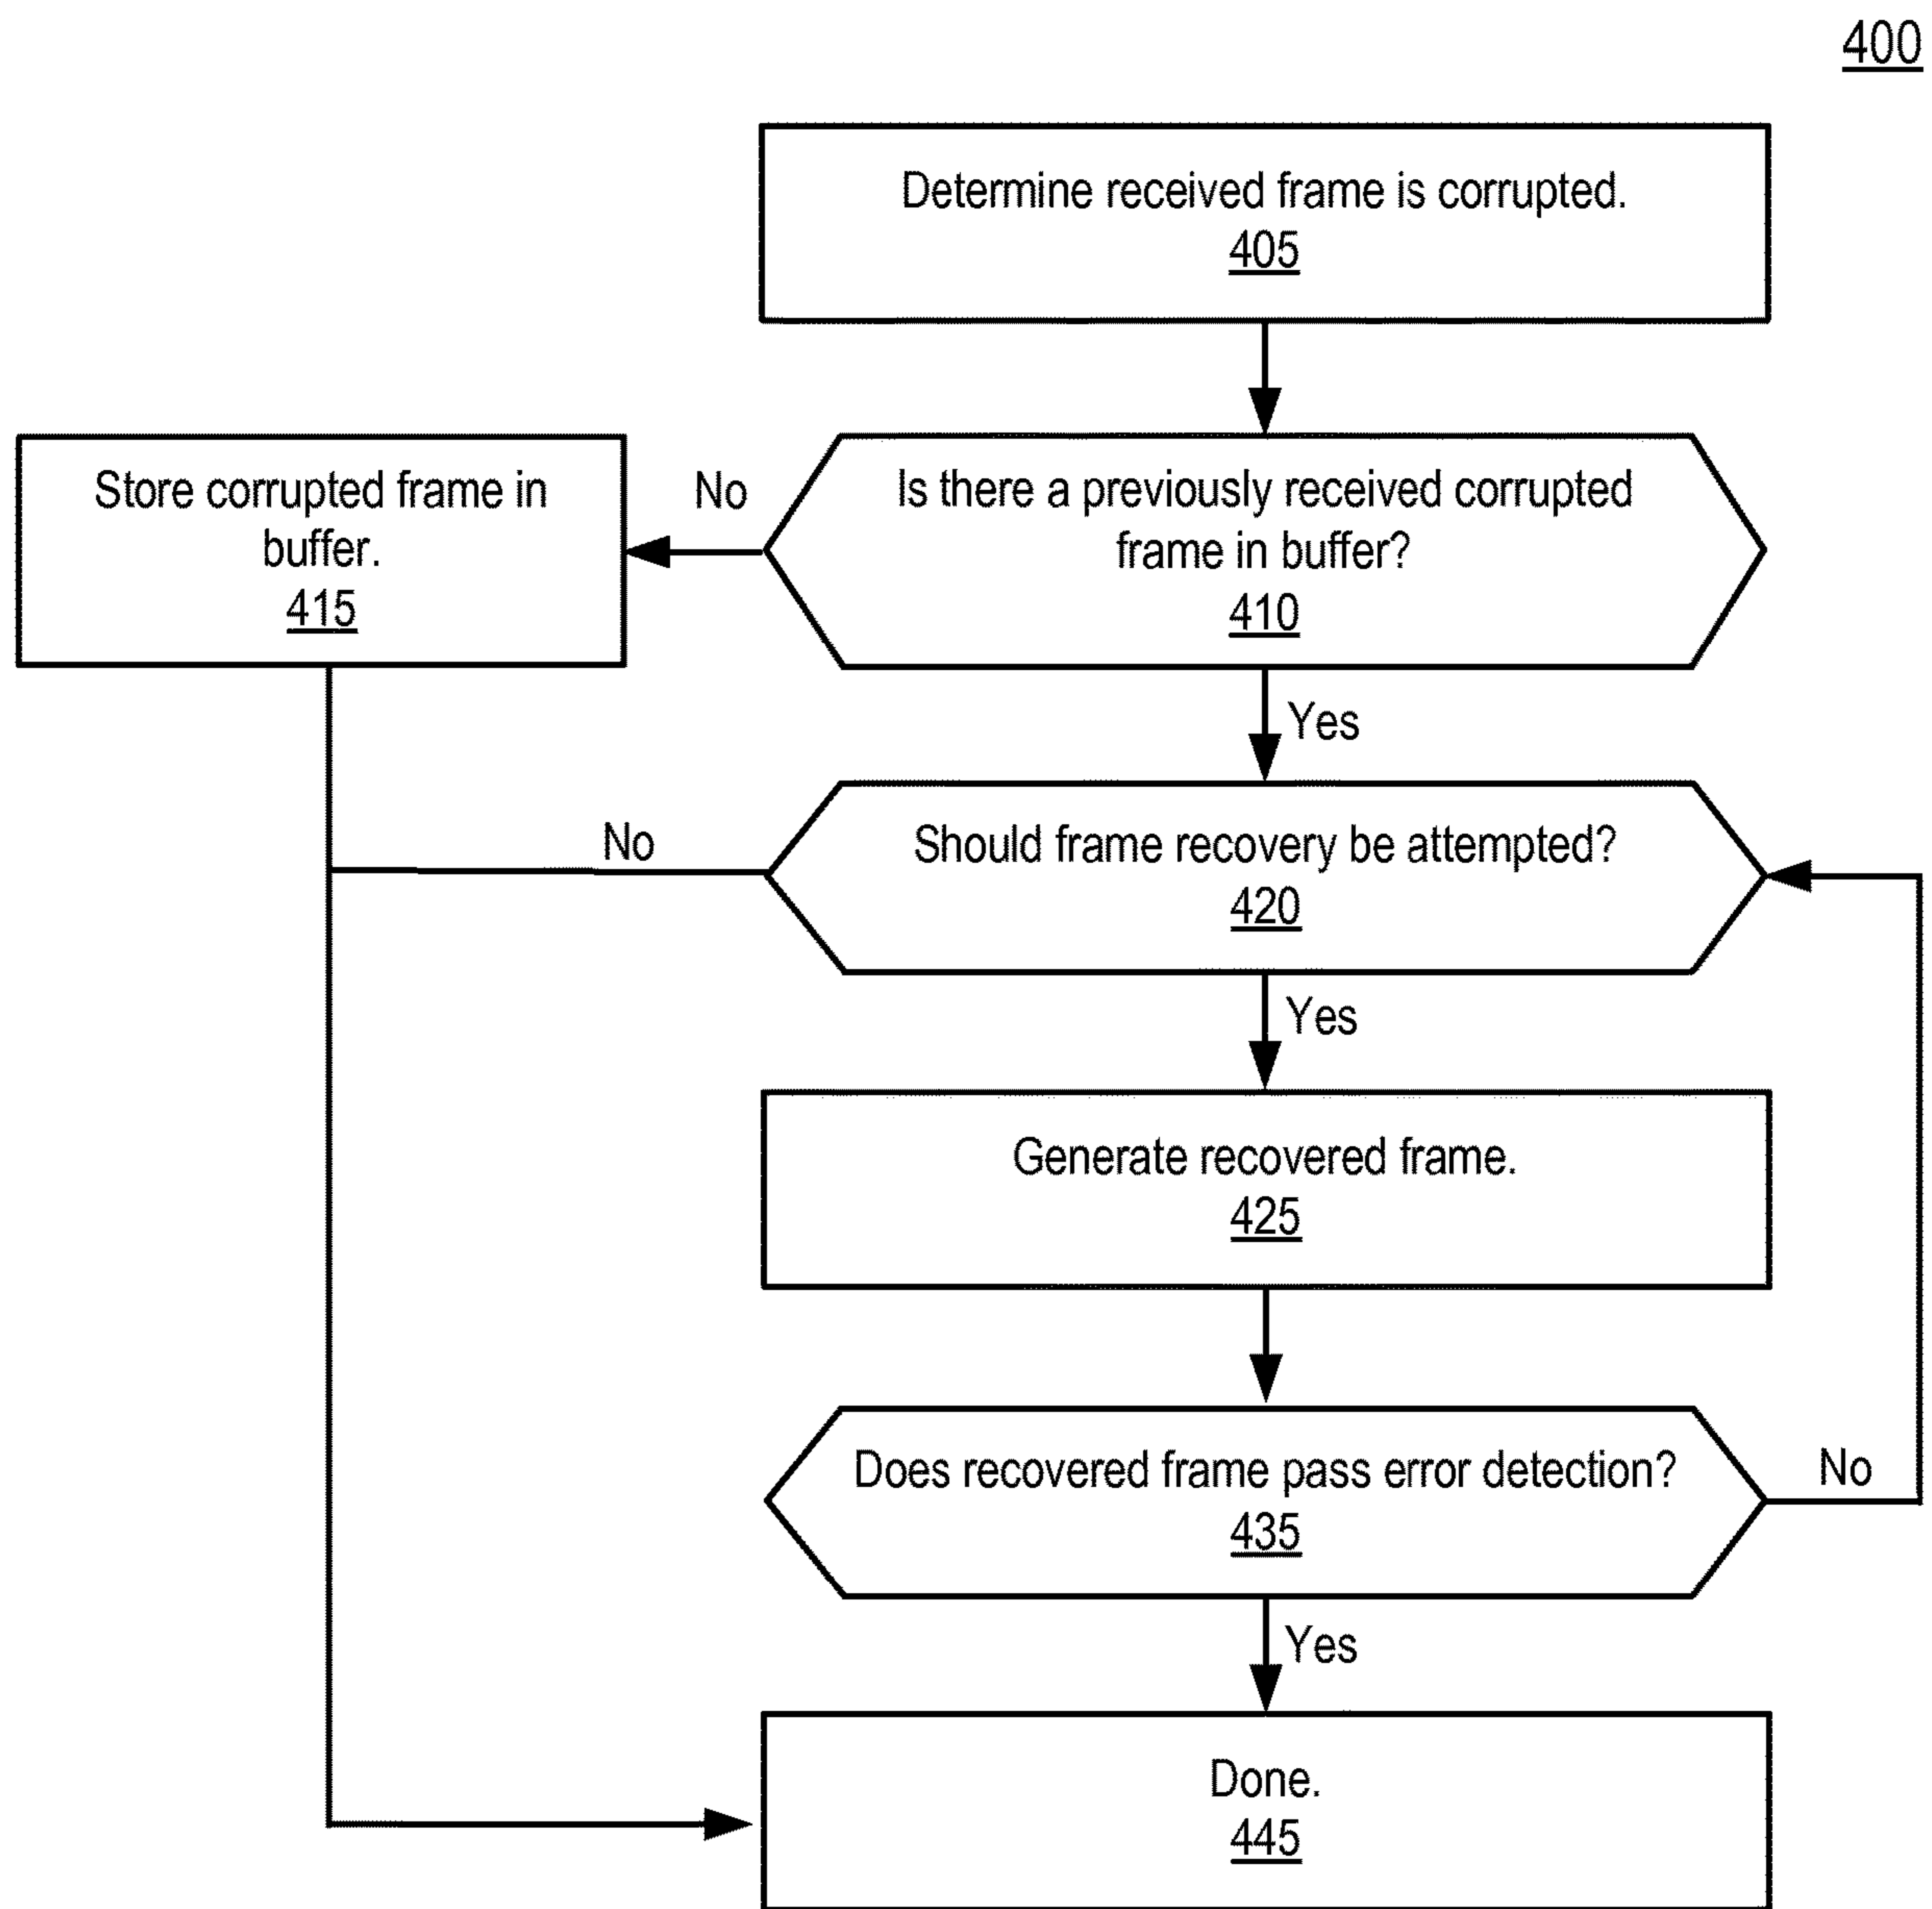 400
Determine received frame is corrupted.
405
Store corrupted frame in
buffer.
415
No
Is there a previously received corrupted
frame in buffer?
410
Yes
No
Should frame recovery be attempted?
420
Yes
Generate recovered frame.
425
Does recovered frame pass error detection?
435
No
Yes
Done.
445